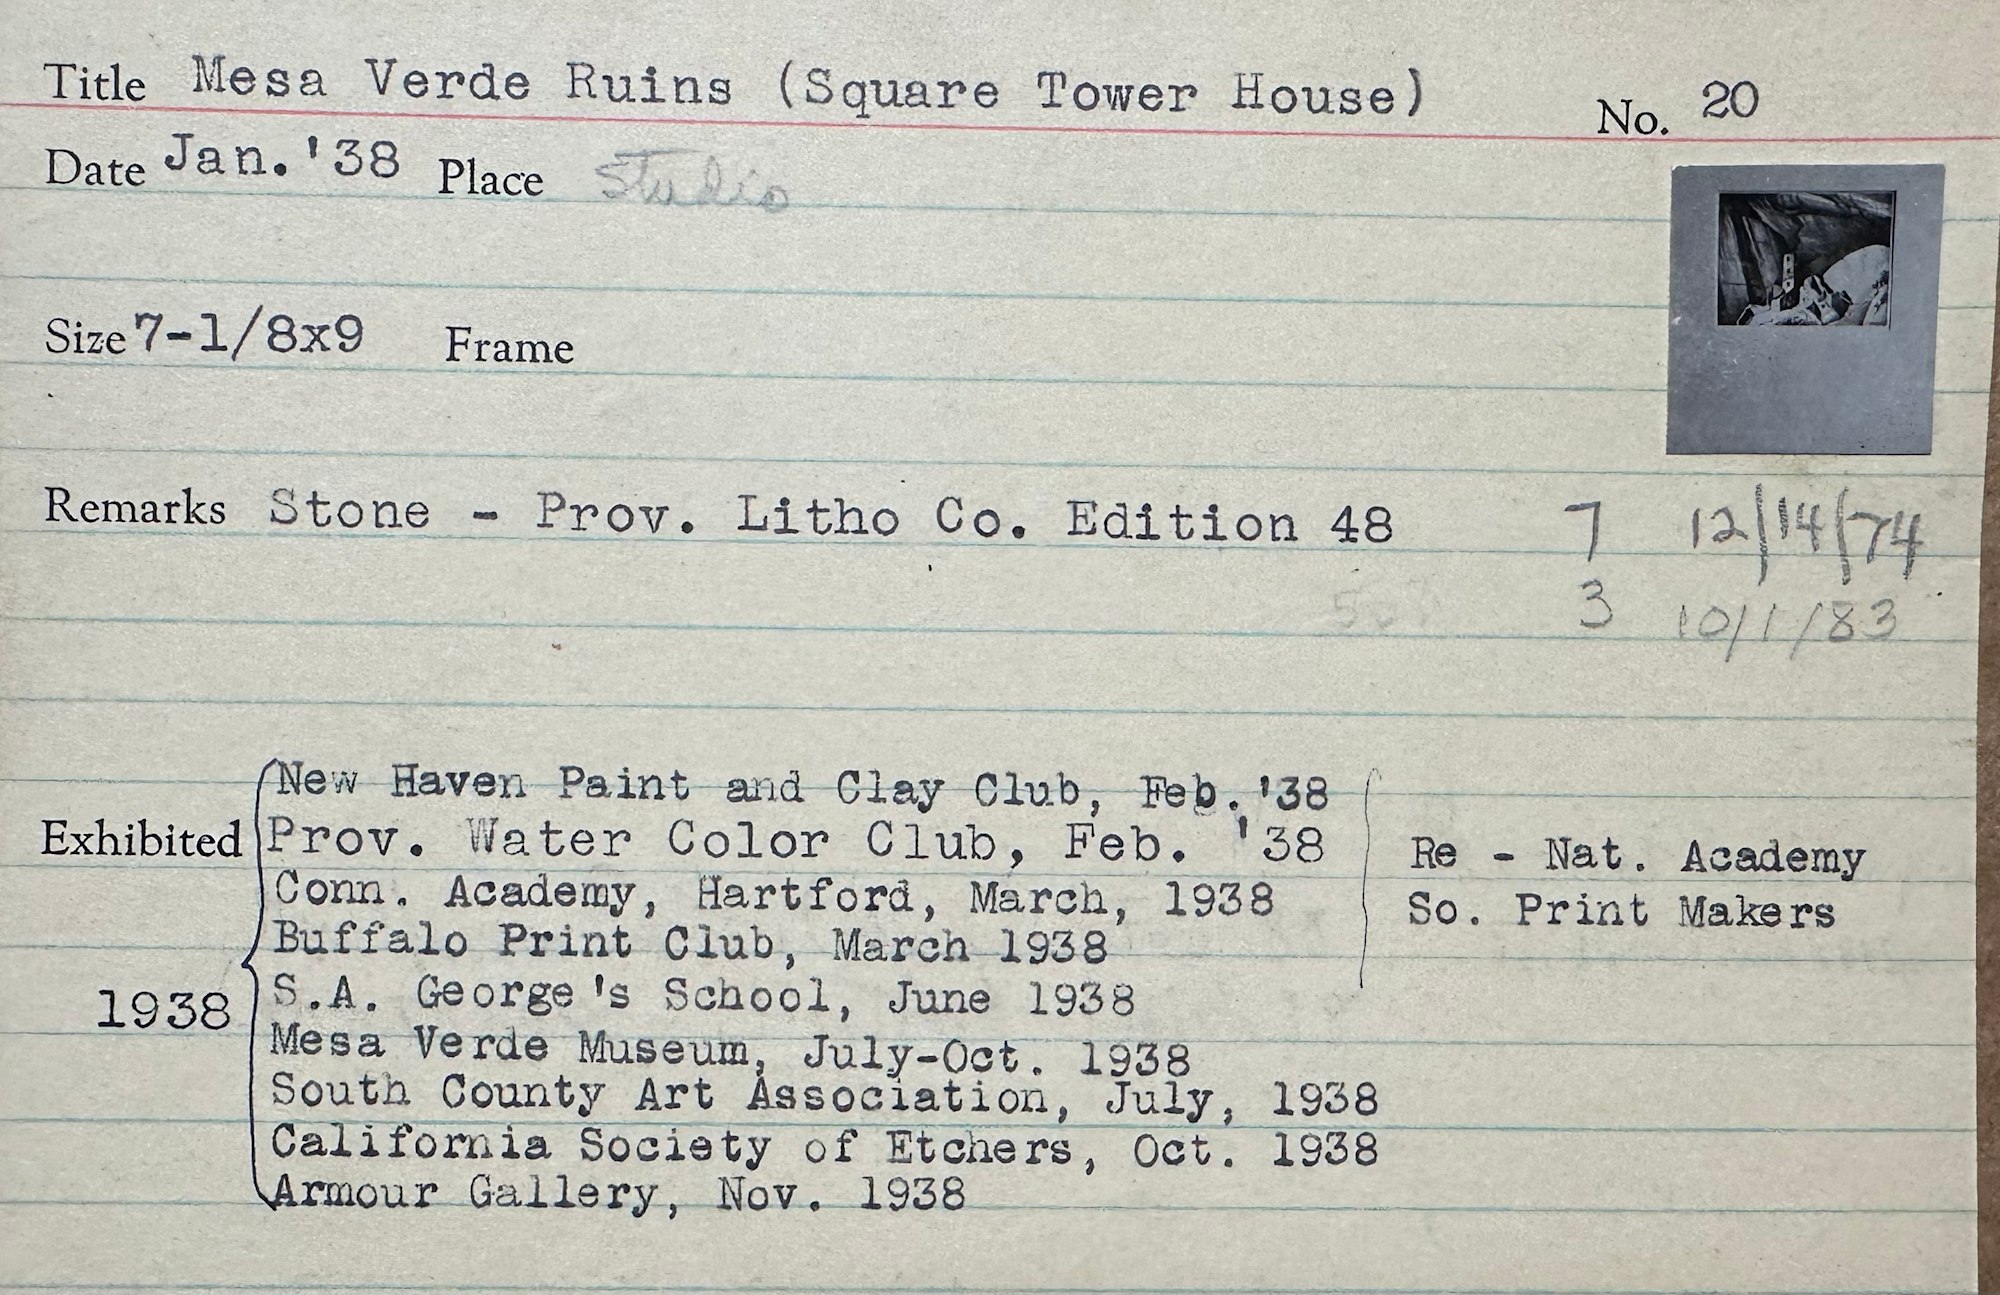 Title Mesa Verde Ruins (Square Tower House) No. 20
Date Jan. '38 Place Studio
Size 7-1/8x9 Frame
Remarks Stone - Prov. Litho Co. Edition 48 7 12/14/74
3 10/1/83
New Haven Paint and Clay Club, Feb. '38
Exhibited Prov. Water Color Club, Feb. '38 Re - Nat. Academy
Conn. Academy, Hartford, March, 1938 So. Print Makers
Buffalo Print Club, March 1938
1938 S.A. George's School, June 1938
Mesa Verde Museum, July-Oct. 1938
South County Art Association, July, 1938
California Society of Etchers, Oct. 1938
Armour Gallery, Nov. 1938